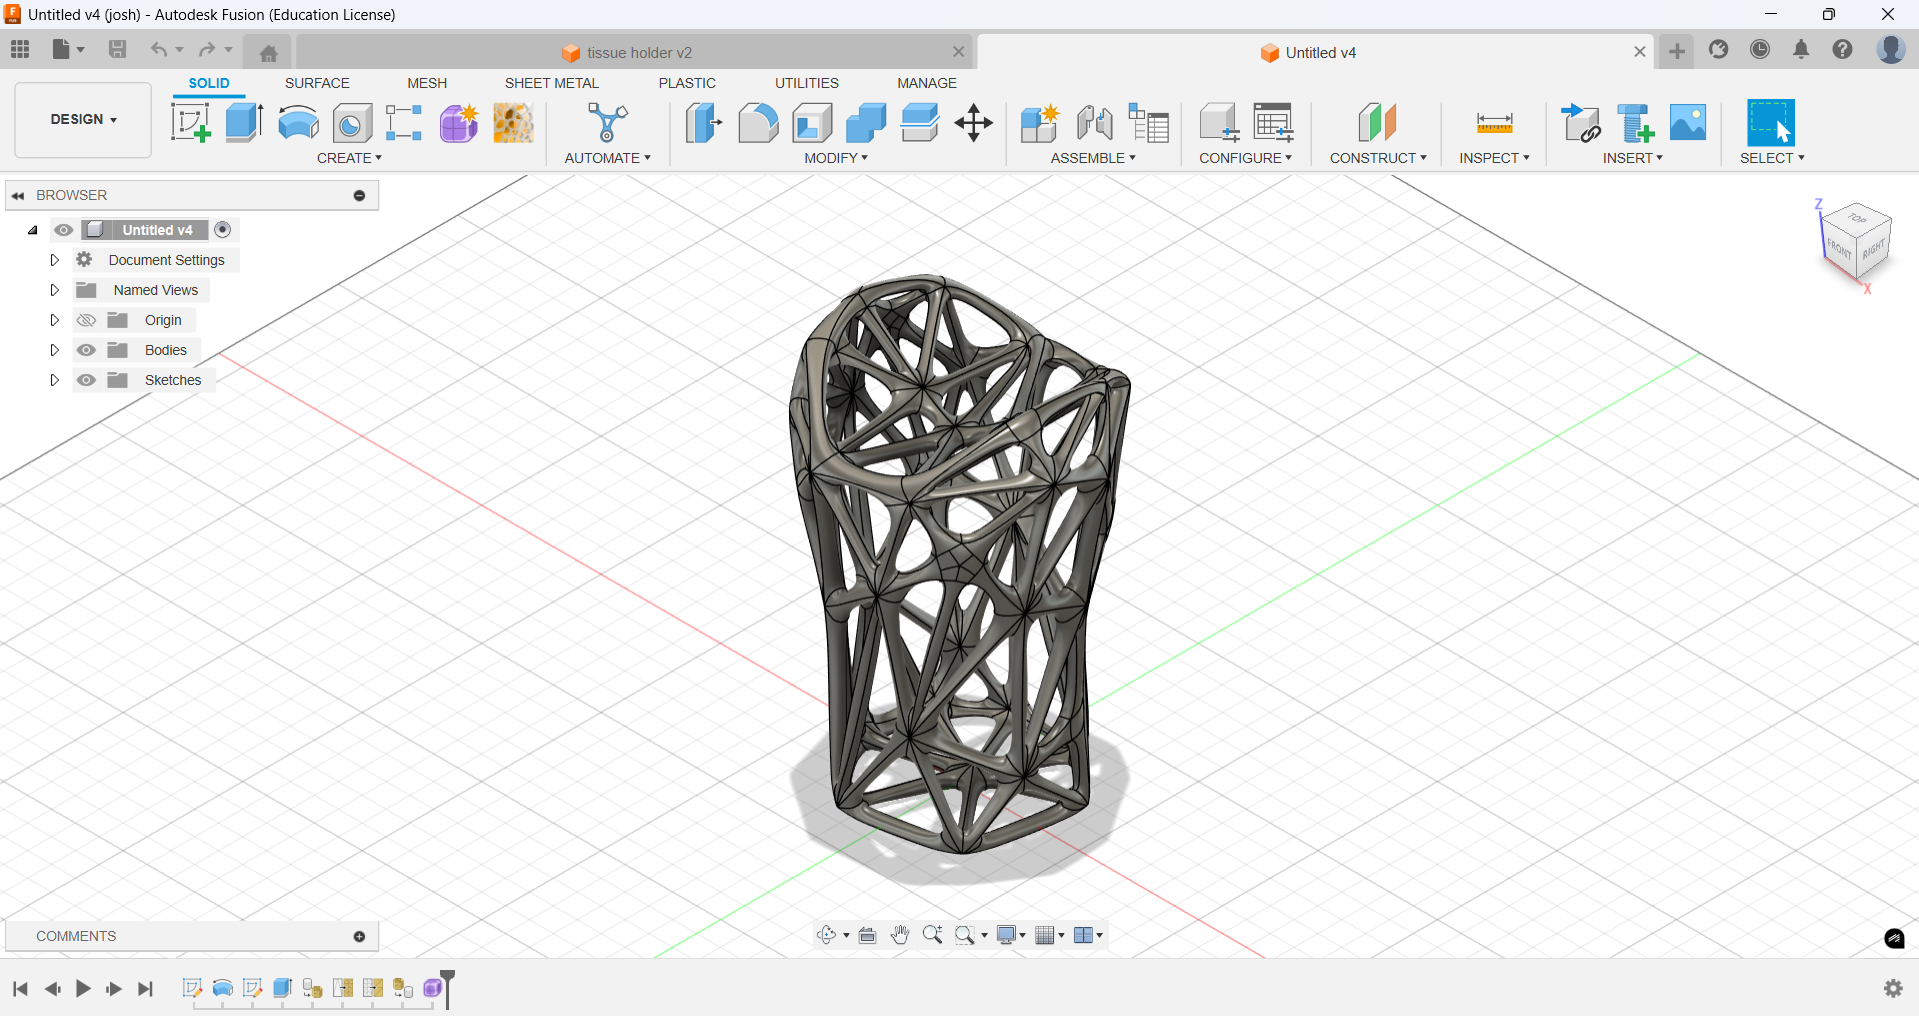 Untitled v4 (josh) - Autodesk Fusion (Education License)
tissue holder v2
Untitled v4
DESIGN
SOLID SURFACE MESH SHEET METAL PLASTIC UTILITIES MANAGE
CREATE AUTOMATE MODIFY ASSEMBLE CONFIGURE CONSTRUCT INSPECT INSERT SELECT
BROWSER
Untitled v4
Document Settings
Named Views
Origin
Bodies
Sketches
Z
TOP
FRONT RIGHT
X
COMMENTS